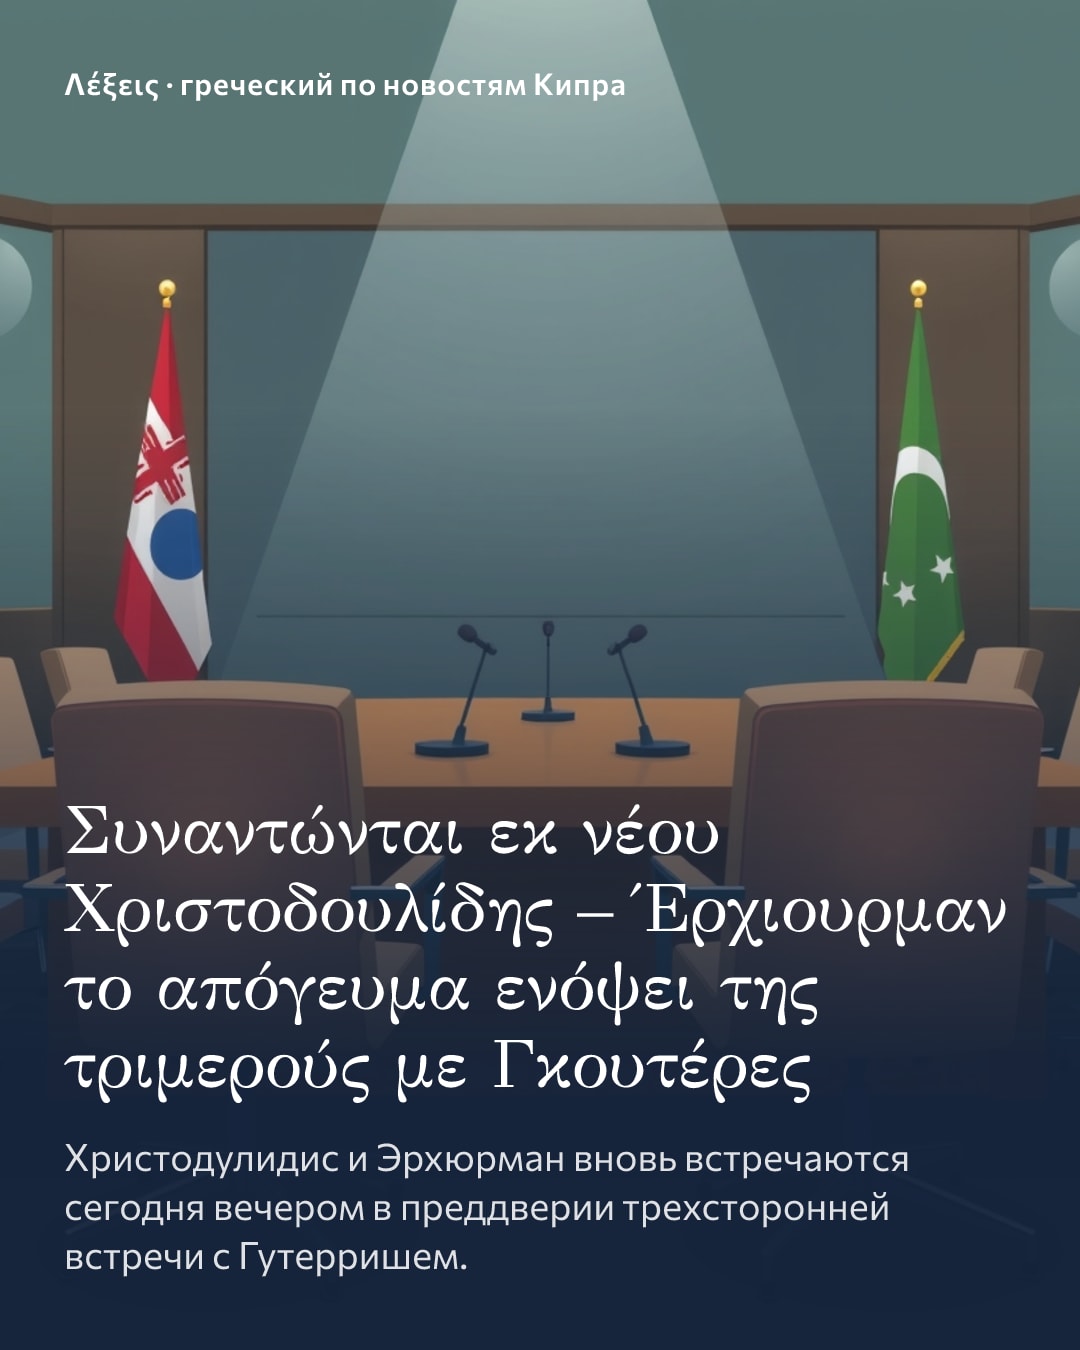 Λέξεις · греческий по новостям Кипра
Συναντώνται εκ νέου
Χριστοδουλίδης – Έρχιουρμαν
το απόγευμα ενόψει της
τριμερούς με Γκουτέρες
Христодулидис и Эрхюрман вновь встречаются
сегодня вечером в преддверии трехсторонней
встречи с Гутерришем.